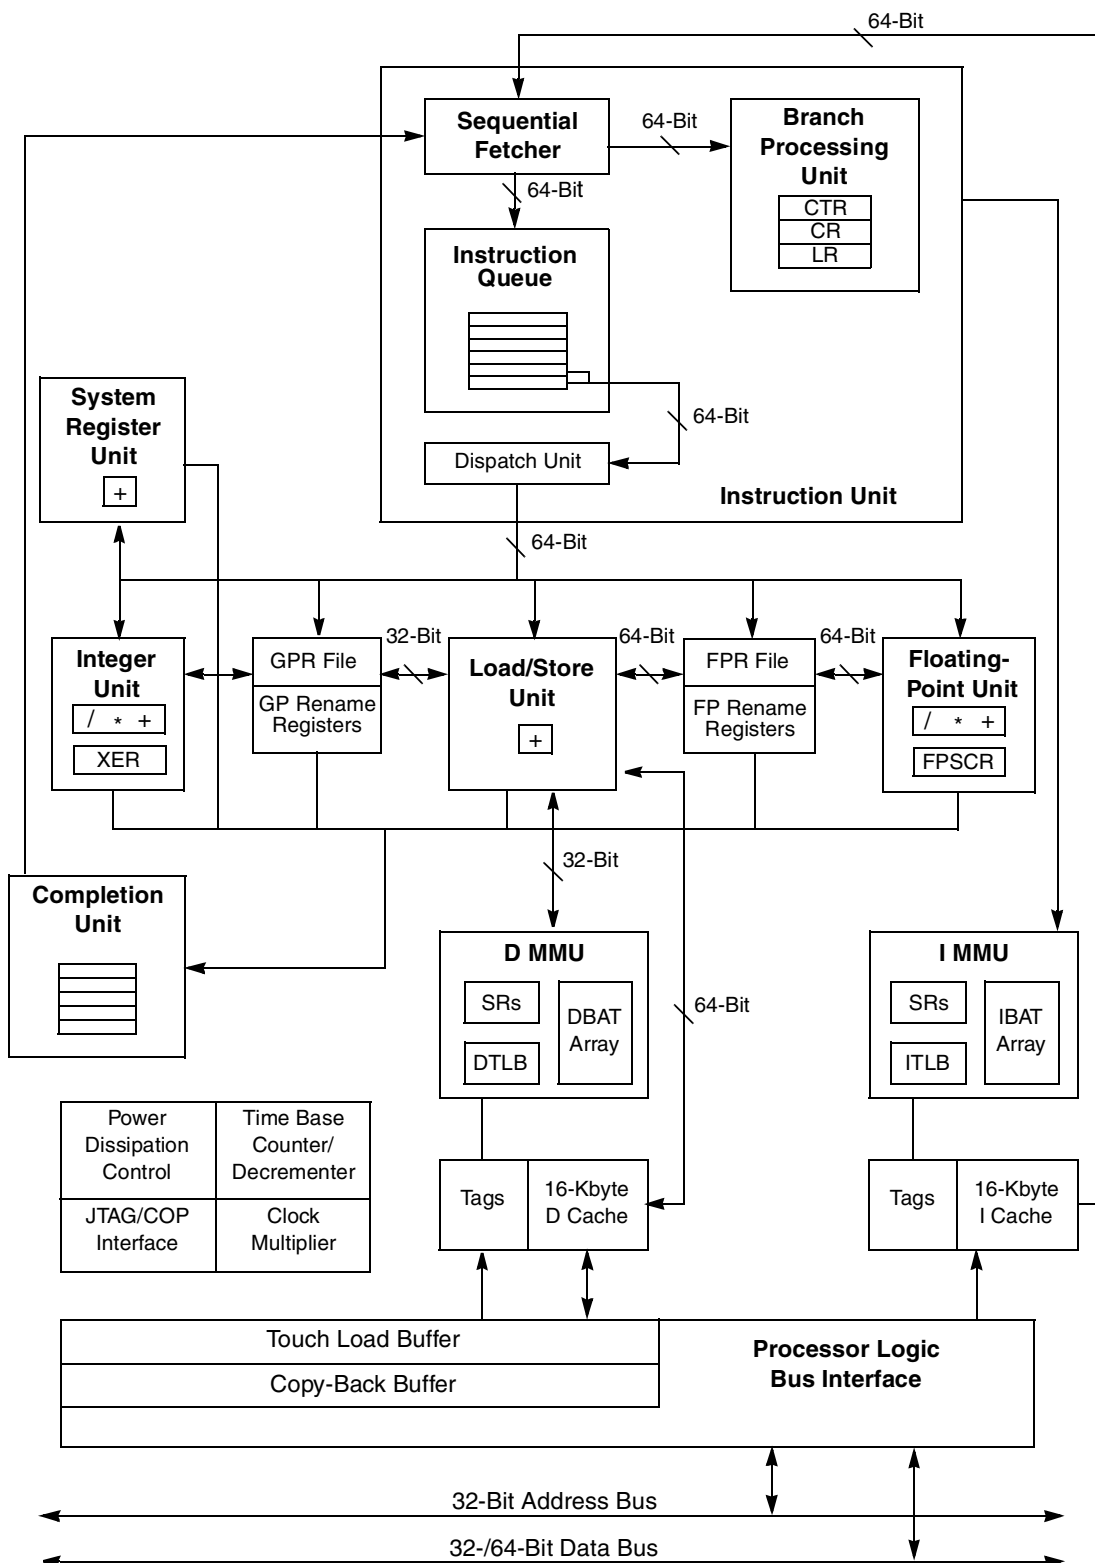 64-Bit
Sequential
Fetcher
64-Bit
Branch
Processing
Unit
CTR
CR
LR
64-Bit
Instruction
Queue
64-Bit
Dispatch Unit
Instruction Unit
System
Register
Unit
+
64-Bit
Integer
Unit
/ * +
XER
GPR File
GP Rename
Registers
32-Bit
Load/Store
Unit
+
64-Bit
FPR File
FP Rename
Registers
64-Bit
Floating-
Point Unit
/ * +
FPSCR
32-Bit
Completion
Unit
D MMU
SRs
DTLB
DBAT
Array
64-Bit
I MMU
SRs
ITLB
IBAT
Array
Power
Dissipation
Control
Time Base
Counter/
Decrementer
JTAG/COP
Interface
Clock
Multiplier
Tags
16-Kbyte
D Cache
Tags
16-Kbyte
I Cache
Touch Load Buffer
Copy-Back Buffer
Processor Logic
Bus Interface
32-Bit Address Bus
32-/64-Bit Data Bus